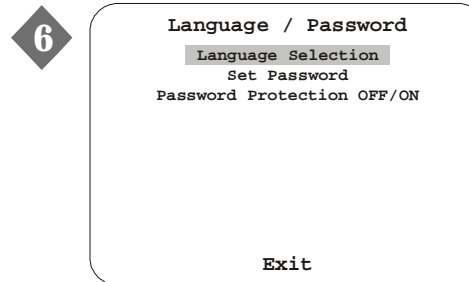 6
Language / Password
Language Selection
Set Password
Password Protection OFF/ON
Exit